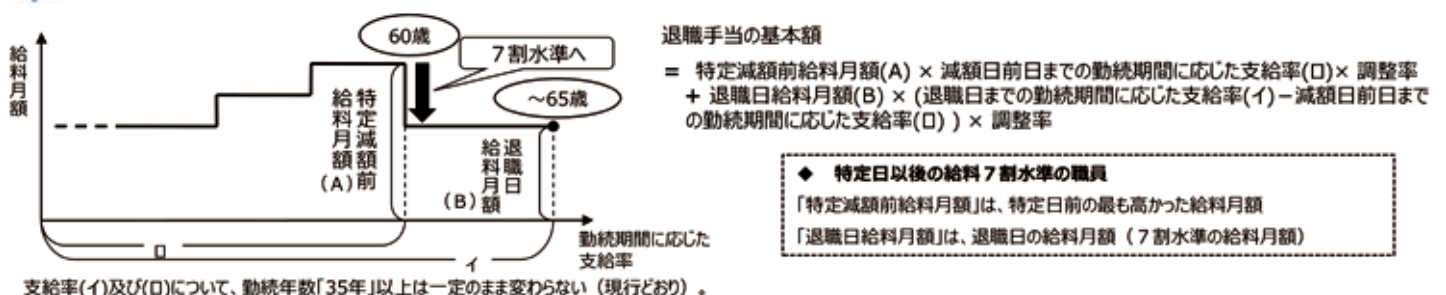 給料月額
60歳
7割水準へ
～65歳
特定減額前
給料月額
(A)
退職日
給料月額
(B)
ロ
イ
勤続期間に応じた
支給率
支給率(イ)及び(ロ)について、勤続年数「35年」以上は一定のまま変わらない（現行どおり）。
退職手当の基本額
= 特定減額前給料月額(A) × 減額日前日までの勤続期間に応じた支給率(ロ)× 調整率
+ 退職日給料月額(B) × (退職日までの勤続期間に応じた支給率(イ)－減額日前日まで
の勤続期間に応じた支給率(ロ) ) × 調整率
◆ 特定日以後の給料７割水準の職員
「特定減額前給料月額」は、特定日前の最も高かった給料月額
「退職日給料月額」は、退職日の給料月額（７割水準の給料月額）